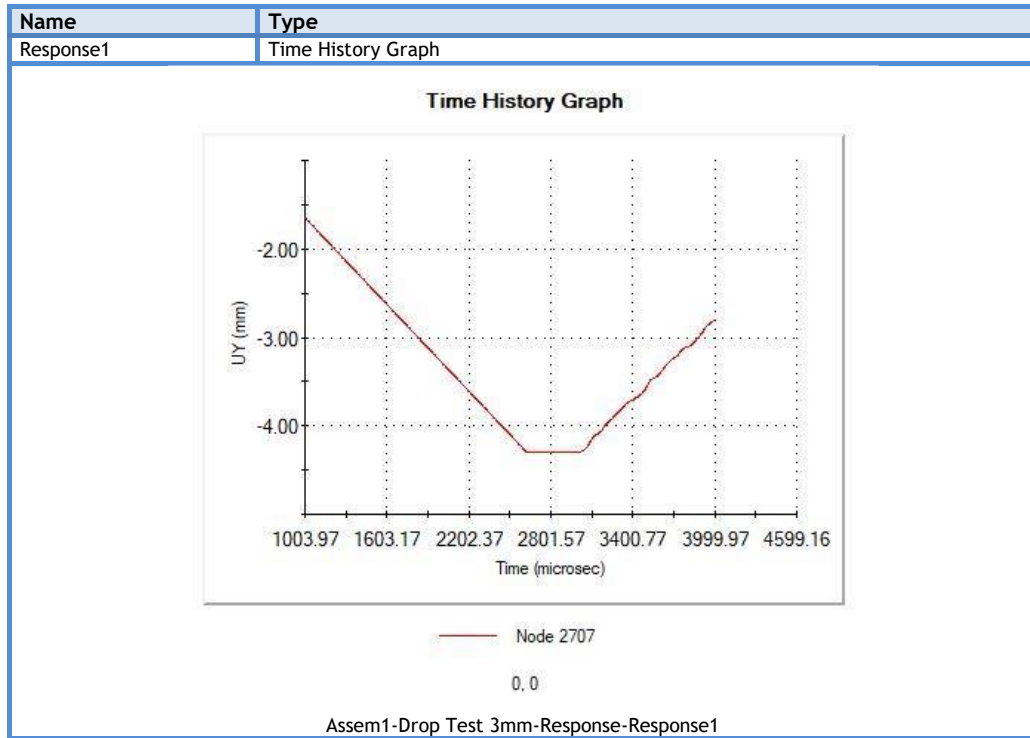 Name Type
Response1 Time History Graph
Time History Graph
-2.00
-3.00
-4.00
UY (mm)
1003.97 1603.17 2202.37 2801.57 3400.77 3999.97 4599.16
Time (microsec)
Node 2707
0, 0
Assem1-Drop Test 3mm-Response-Response1